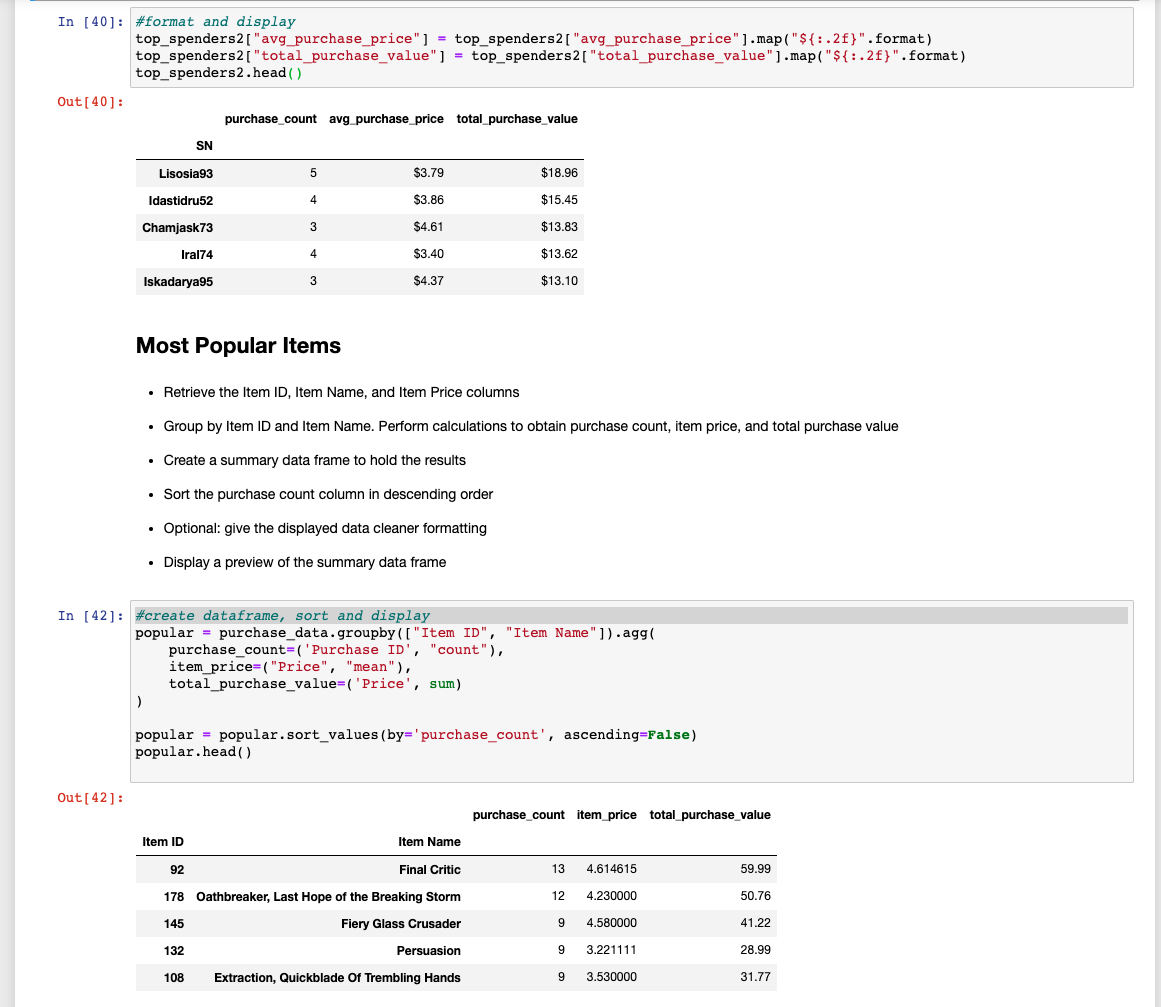 In [40]: #format and display
top_spenders2["avg_purchase_price"] = top_spenders2["avg_purchase_price"].map("${:.2f}".format)
top_spenders2["total_purchase_value"] = top_spenders2["total_purchase_value"].map("${:.2f}".format)
top_spenders2.head()
Out[40]:
purchase_count avg_purchase_price total_purchase_value
SN
Lisosia93 5 $3.79 $18.96
Idastidru52 4 $3.86 $15.45
Chamjask73 3 $4.61 $13.83
Iral74 4 $3.40 $13.62
Iskadarya95 3 $4.37 $13.10
Most Popular Items
• Retrieve the Item ID, Item Name, and Item Price columns
• Group by Item ID and Item Name. Perform calculations to obtain purchase count, item price, and total purchase value
• Create a summary data frame to hold the results
• Sort the purchase count column in descending order
• Optional: give the displayed data cleaner formatting
• Display a preview of the summary data frame
In [42]: #create dataframe, sort and display
popular = purchase_data.groupby(["Item ID", "Item Name"]).agg(
    purchase_count=('Purchase ID', "count"),
    item_price=("Price", "mean"),
    total_purchase_value=('Price', sum)
)
popular = popular.sort_values(by='purchase_count', ascending=False)
popular.head()
Out[42]:
purchase_count item_price total_purchase_value
Item ID Item Name
92 Final Critic 13 4.614615 59.99
178 Oathbreaker, Last Hope of the Breaking Storm 12 4.230000 50.76
145 Fiery Glass Crusader 9 4.580000 41.22
132 Persuasion 9 3.221111 28.99
108 Extraction, Quickblade Of Trembling Hands 9 3.530000 31.77